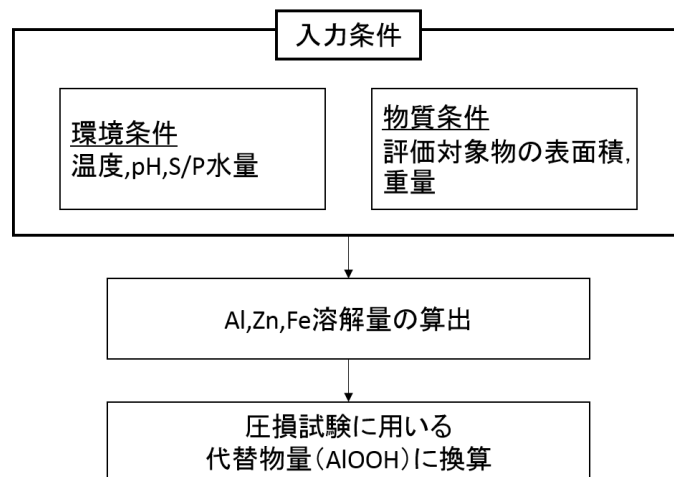 入力条件
環境条件
温度,pH,S/P水量
物質条件
評価対象物の表面積,
重量
Al,Zn,Fe溶解量の算出
圧損試験に用いる
代替物量(AlOOH)に換算